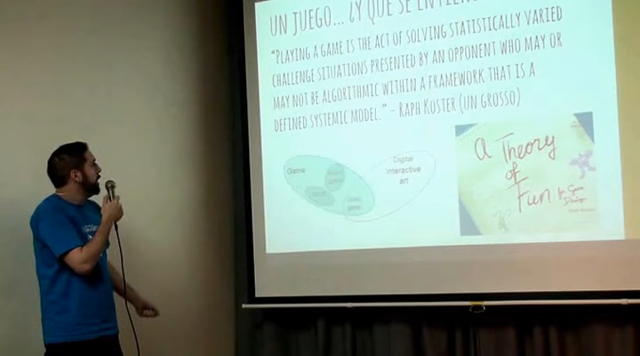 UN JUEGO... ¿Y QUÉ SE
"PLAYING A GAME IS THE ACT OF SOLVING STATISTICALLY VARIED
CHALLENGE SITUATIONS PRESENTED BY AN OPPONENT WHO MAY OR
MAY NOT BE ALGORITHMIC WITHIN A FRAMEWORK THAT IS A
DEFINED SYSTEMIC MODEL." - RAPH KOSTER (UN GROSSO)
Game
Digital
interactive
art
A Theory
of
Fun